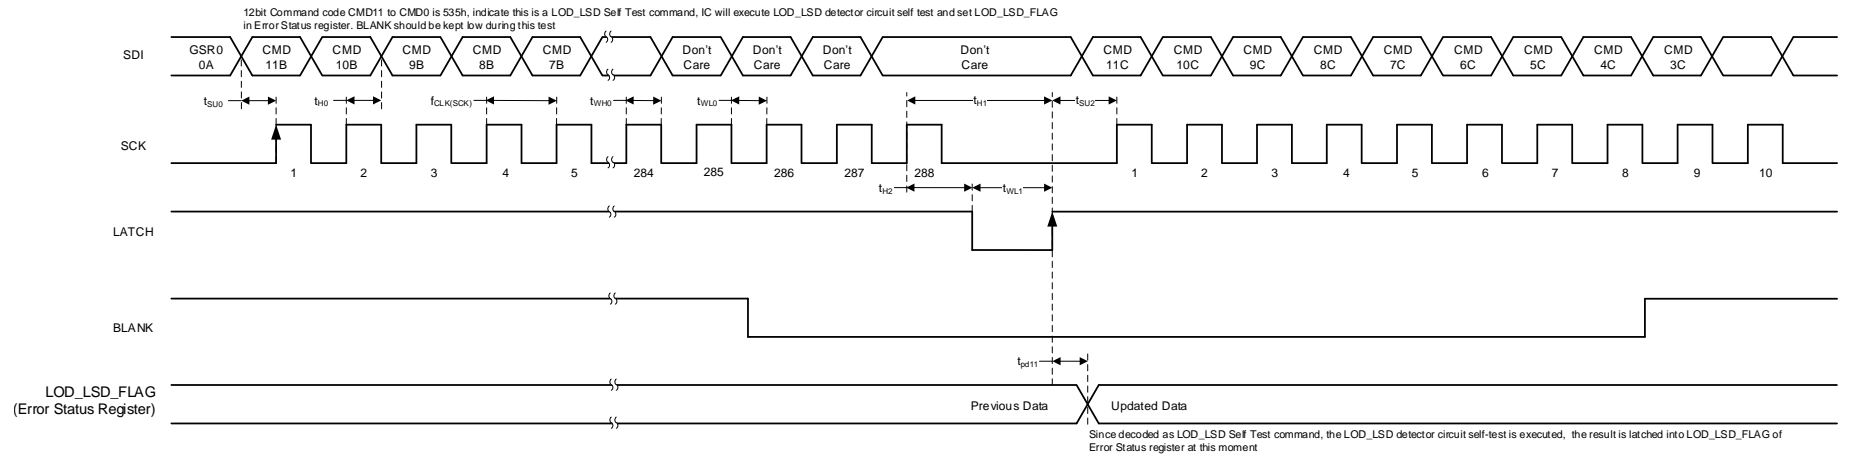 12bit Command code CMD11 to CMD0 is 535h, indicate this is a LOD_LSD Self Test command, IC will execute LOD_LSD detector circuit self test and set LOD_LSD_FLAG
in Error Status register. BLANK should be kept low during this test
SDI
GSR0 0A
CMD 11B
CMD 10B
CMD 9B
CMD 8B
CMD 7B
Don't Care
Don't Care
Don't Care
Don't Care
CMD 11C
CMD 10C
CMD 9C
CMD 8C
CMD 7C
CMD 6C
CMD 5C
CMD 4C
CMD 3C
tSU0
tH0
fCLK(SCK)
tWH0
tWL0
tH1
tSU2
SCK
1 2 3 4 5 284 285 286 287 288 1 2 3 4 5 6 7 8 9 10
tH2
tWL1
LATCH
BLANK
tpd11
LOD_LSD_FLAG
(Error Status Register)
Previous Data
Updated Data
Since decoded as LOD_LSD Self Test command, the LOD_LSD detector circuit self-test is executed, the result is latched into LOD_LSD_FLAG of
Error Status register at this moment